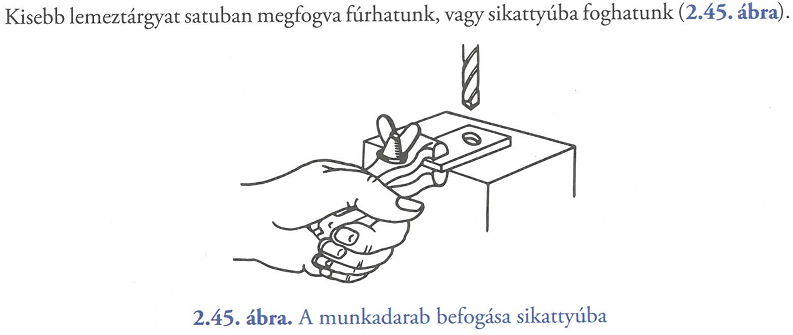 Kisebb lemeztárgyat satuban megfogva fúrhatunk, vagy sikattyúba foghatunk (2.45. ábra).
2.45. ábra. A munkadarab befogása sikattyúba